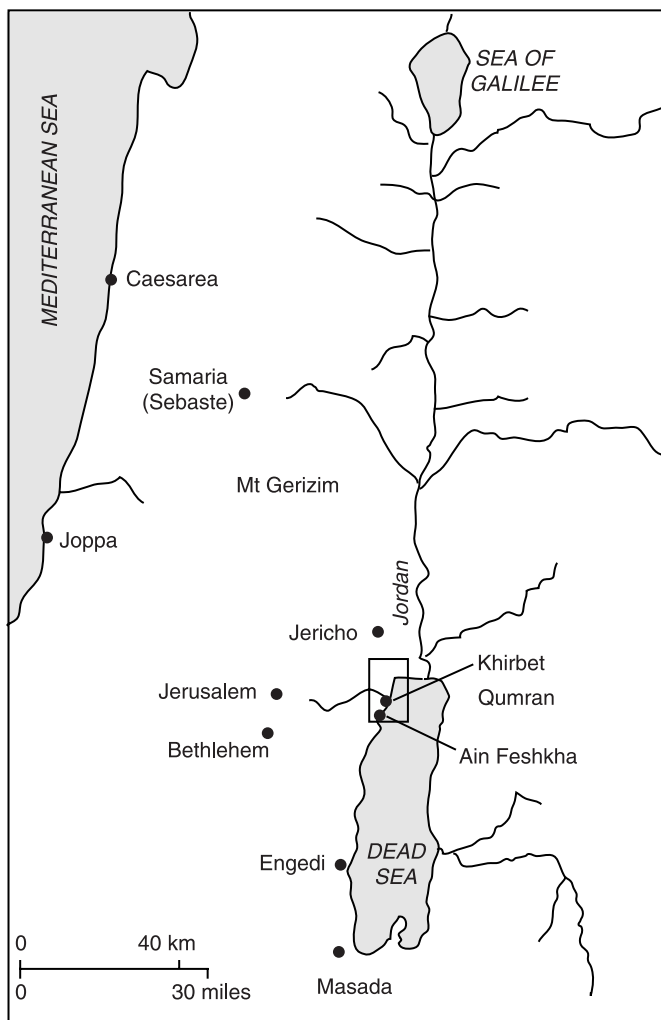 SEA OF
GALILEE
MEDITERRANEAN SEA
Caesarea
Samaria
(Sebaste)
Mt Gerizim
Joppa
Jordan
Jericho
Khirbet
Qumran
Jerusalem
Bethlehem
Ain Feshkha
Engedi
DEAD
SEA
0 40 km
0 30 miles
Masada